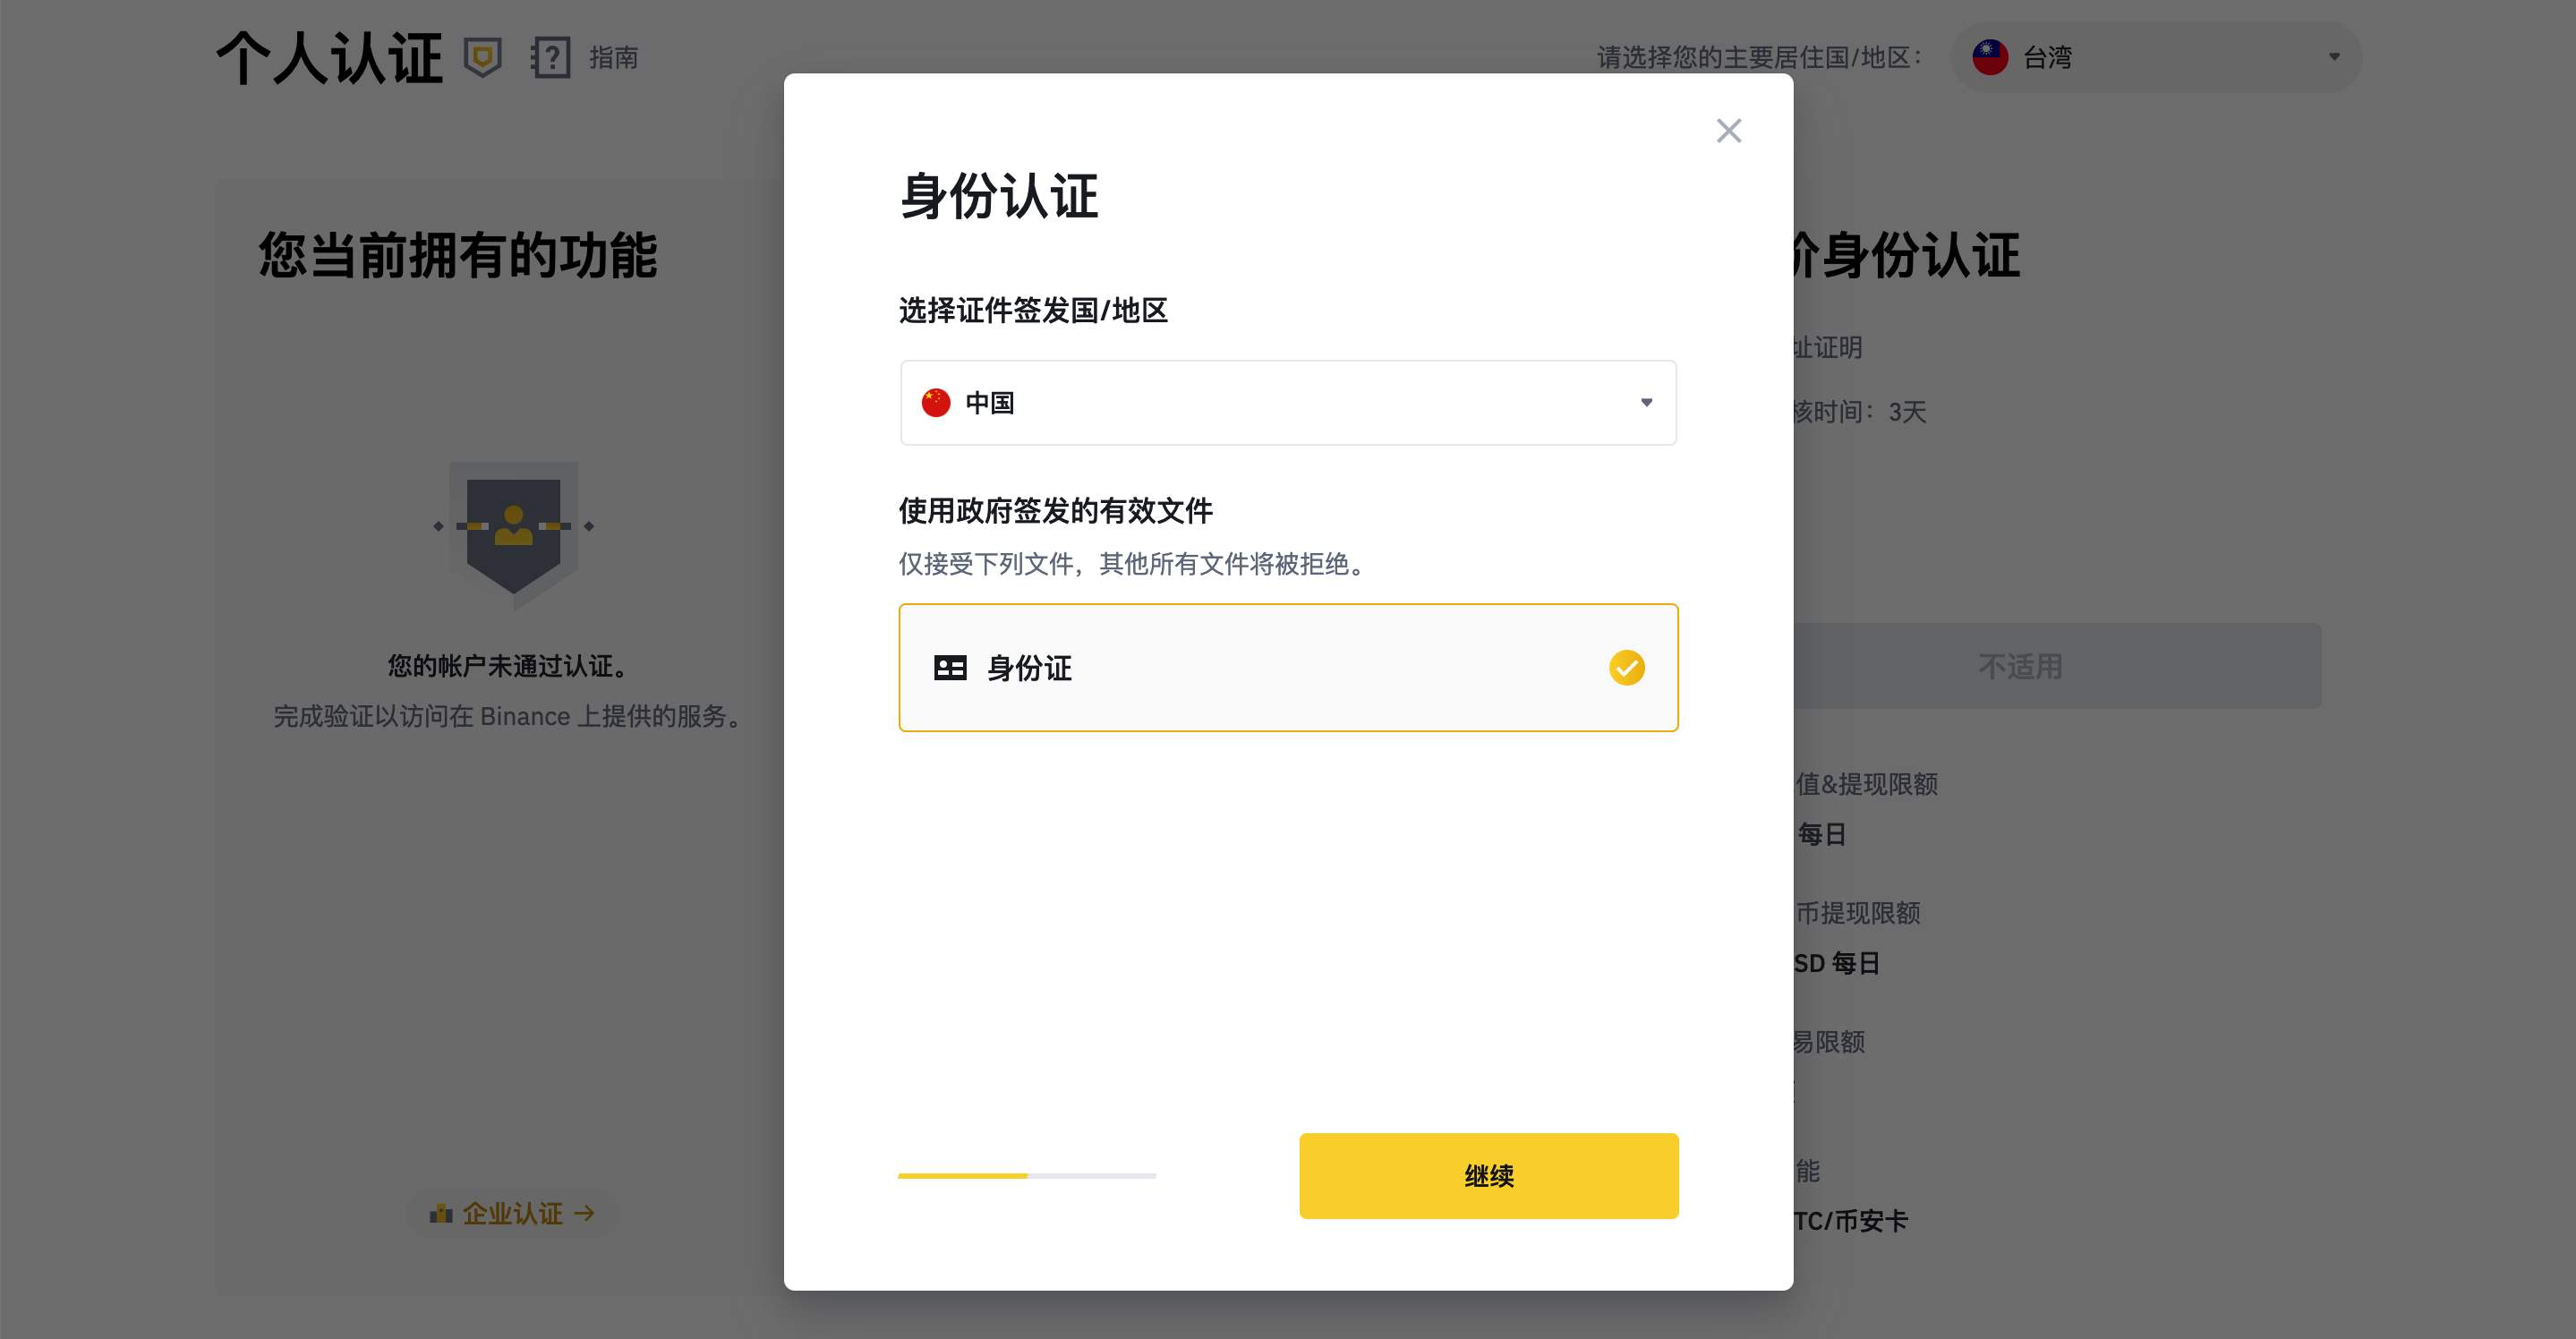 个人认证
指南
请选择您的主要居住国/地区：
台湾
身份认证
选择证件签发国/地区
中国
使用政府签发的有效文件
仅接受下列文件，其他所有文件将被拒绝。
身份证
继续
您当前拥有的功能
您的帐户未通过认证。
完成验证以访问在 Binance 上提供的服务。
企业认证
阶身份认证
址证明
核时间：3天
不适用
值&提现限额
每日
币提现限额
SD 每日
易限额
能
TC/币安卡